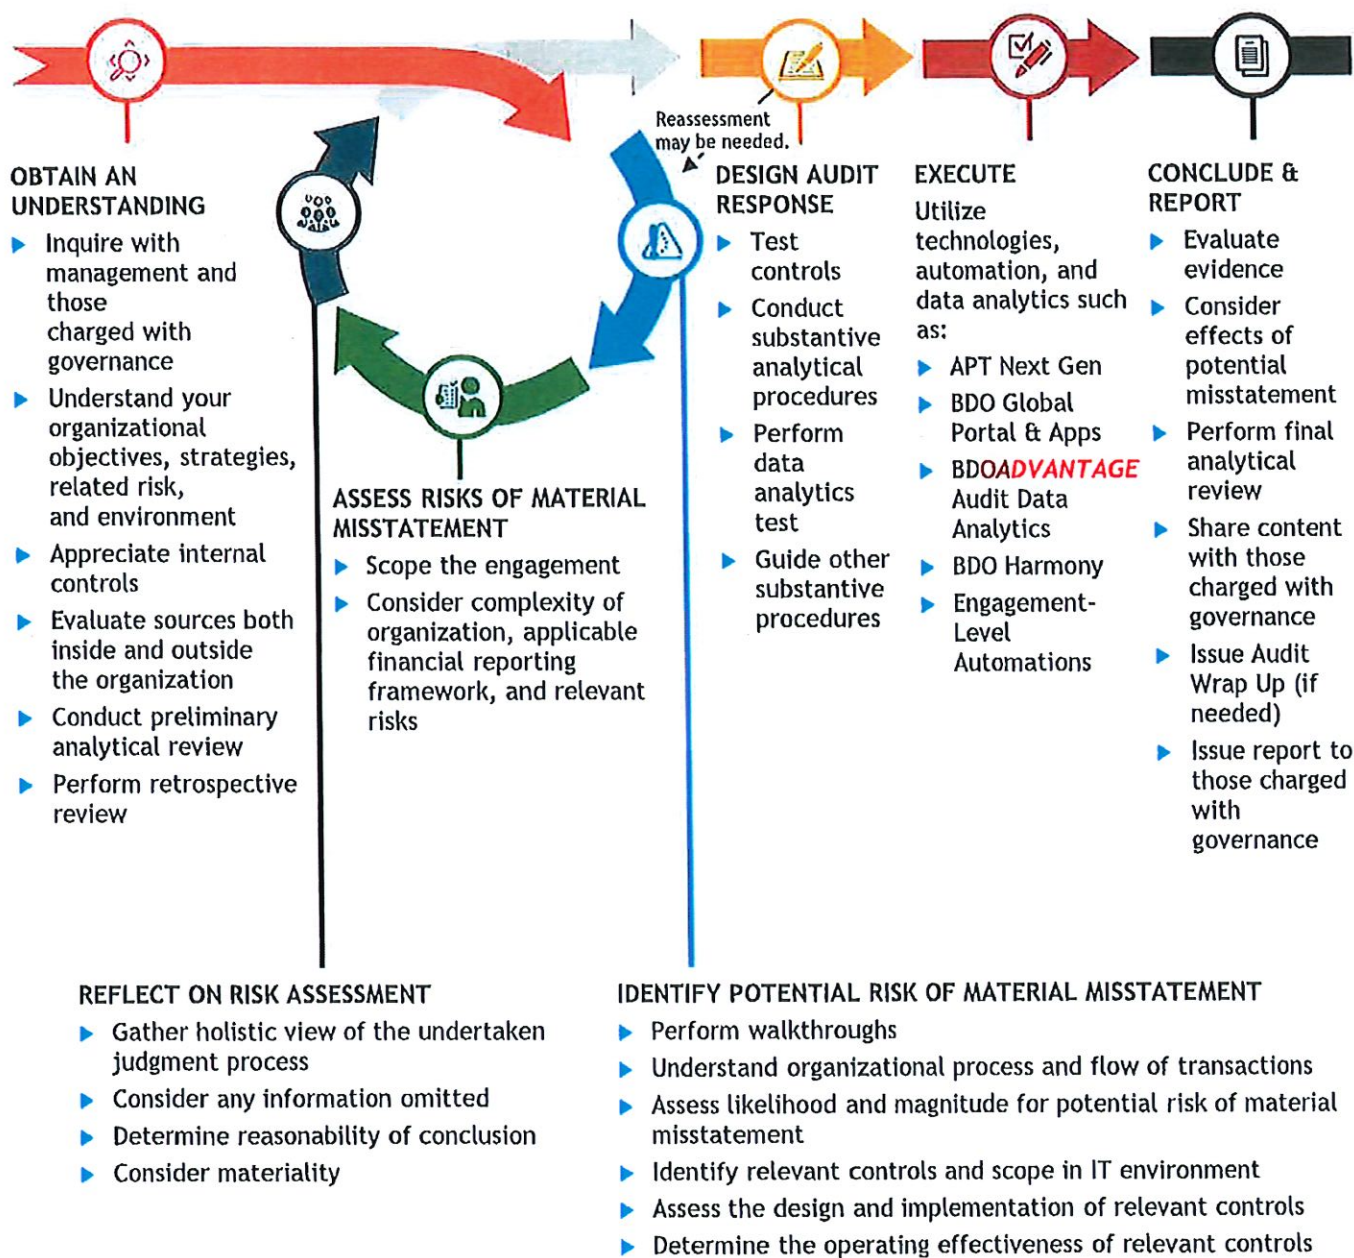 Reassessment
may be needed.
OBTAIN AN
UNDERSTANDING
Inquire with
management and
those
charged with
governance
Understand your
organizational
objectives, strategies,
related risk,
and environment
Appreciate internal
controls
Evaluate sources both
inside and outside
the organization
Conduct preliminary
analytical review
Perform retrospective
review
ASSESS RISKS OF MATERIAL
MISSTATEMENT
Scope the engagement
Consider complexity of
organization, applicable
financial reporting
framework, and relevant
risks
DESIGN AUDIT
RESPONSE
Test
controls
Conduct
substantive
analytical
procedures
Perform
data
analytics
test
Guide other
substantive
procedures
EXECUTE
Utilize
technologies,
automation, and
data analytics such
as:
APT Next Gen
BDO Global
Portal & Apps
BDOADVANTAGE
Audit Data
Analytics
BDO Harmony
Engagement-
Level
Automations
CONCLUDE &
REPORT
Evaluate
evidence
Consider
effects of
potential
misstatement
Perform final
analytical
review
Share content
with those
charged with
governance
Issue Audit
Wrap Up (if
needed)
Issue report to
those charged
with
governance
REFLECT ON RISK ASSESSMENT
Gather holistic view of the undertaken
judgment process
Consider any information omitted
Determine reasonability of conclusion
Consider materiality
IDENTIFY POTENTIAL RISK OF MATERIAL MISSTATEMENT
Perform walkthroughs
Understand organizational process and flow of transactions
Assess likelihood and magnitude for potential risk of material
misstatement
Identify relevant controls and scope in IT environment
Assess the design and implementation of relevant controls
Determine the operating effectiveness of relevant controls